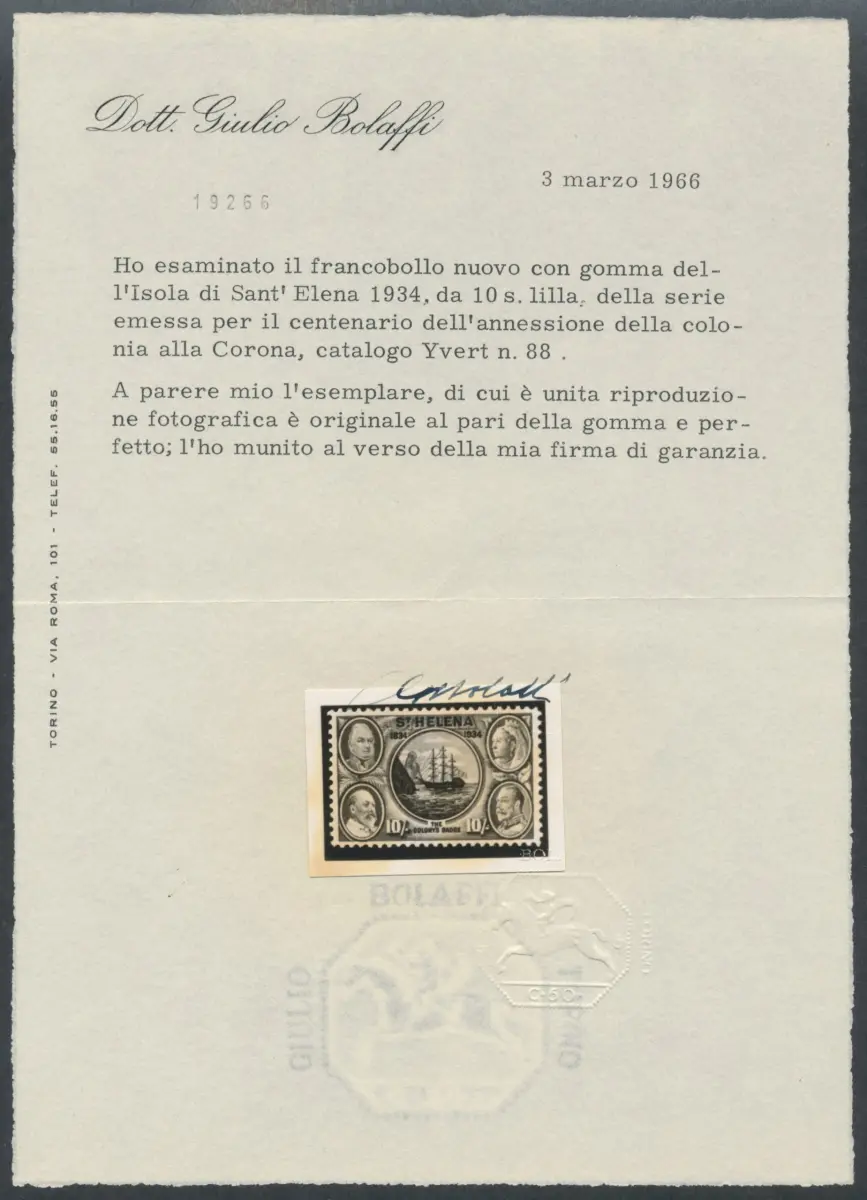 Dott. Giulio Bolaffi
3 marzo 1966
19266
Ho esaminato il francobollo nuovo con gomma del-
l'Isola di Sant' Elena 1934, da 10 s. lilla, della serie
emessa per il centenario dell'annessione della colo-
nia alla Corona, catalogo Yvert n. 88 .
A parere mio l'esemplare, di cui è unita riproduzio-
ne fotografica è originale al pari della gomma e per-
fetto; l'ho munito al verso della mia firma di garanzia.
TORINO - VIA ROMA, 101 - TELEF. 55.16.55
ST HELENA
1834 1934
10/- THE 10/-
COLONY'S BADGE
BOL
BOLAFFI
GIULIO
TORINO
C-50